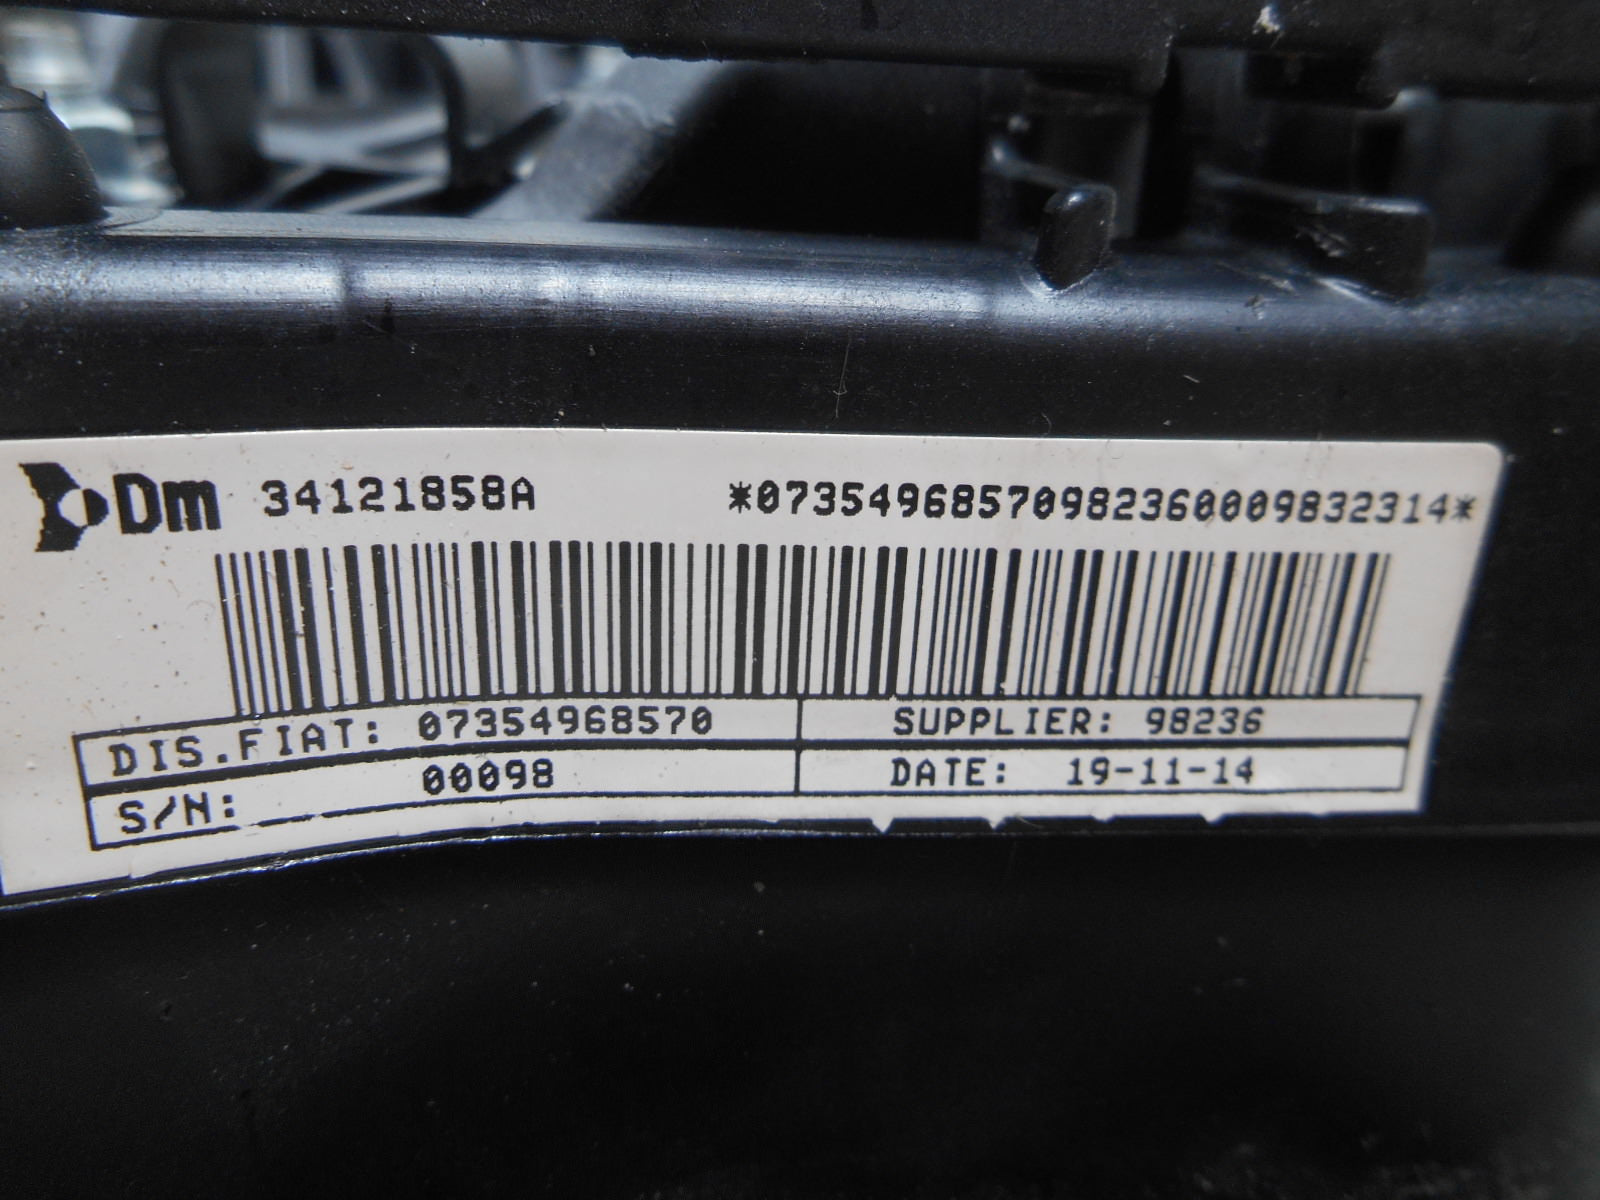 Dm 34121858A *07354968570982360009832314*
DIS.FIAT: 07354968570 SUPPLIER: 98236
S/N: 00098 DATE: 19-11-14